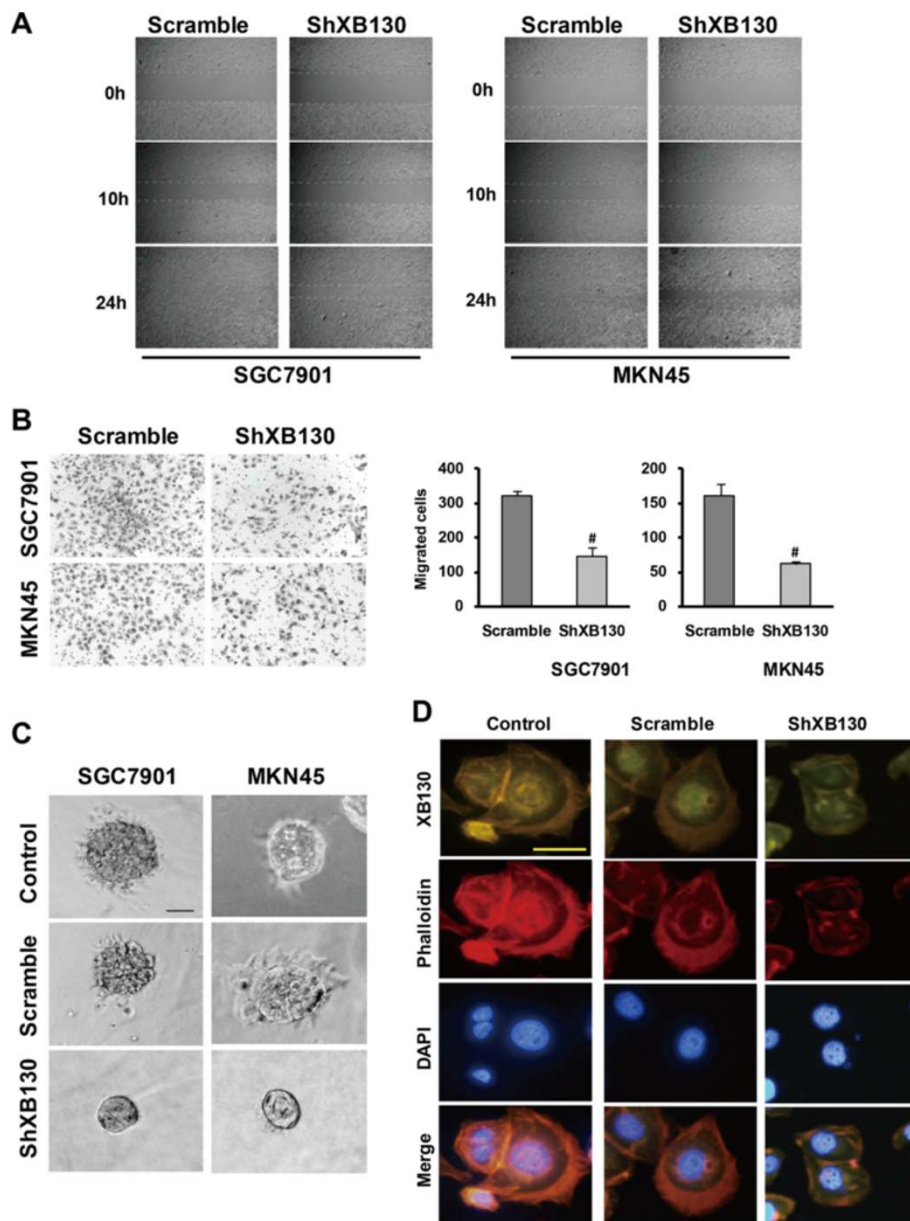 A
Scramble ShXB130
Scramble ShXB130
0h
0h
10h
10h
24h
24h
SGC7901
MKN45
B
Scramble ShXB130
SGC7901
MKN45
Migrated cells
400
300
200
100
0
#
Scramble ShXB130
SGC7901
200
150
100
50
0
#
Scramble ShXB130
MKN45
C
SGC7901 MKN45
Control
Scramble
ShXB130
D
Control Scramble ShXB130
XB130
Phalloidin
DAPI
Merge